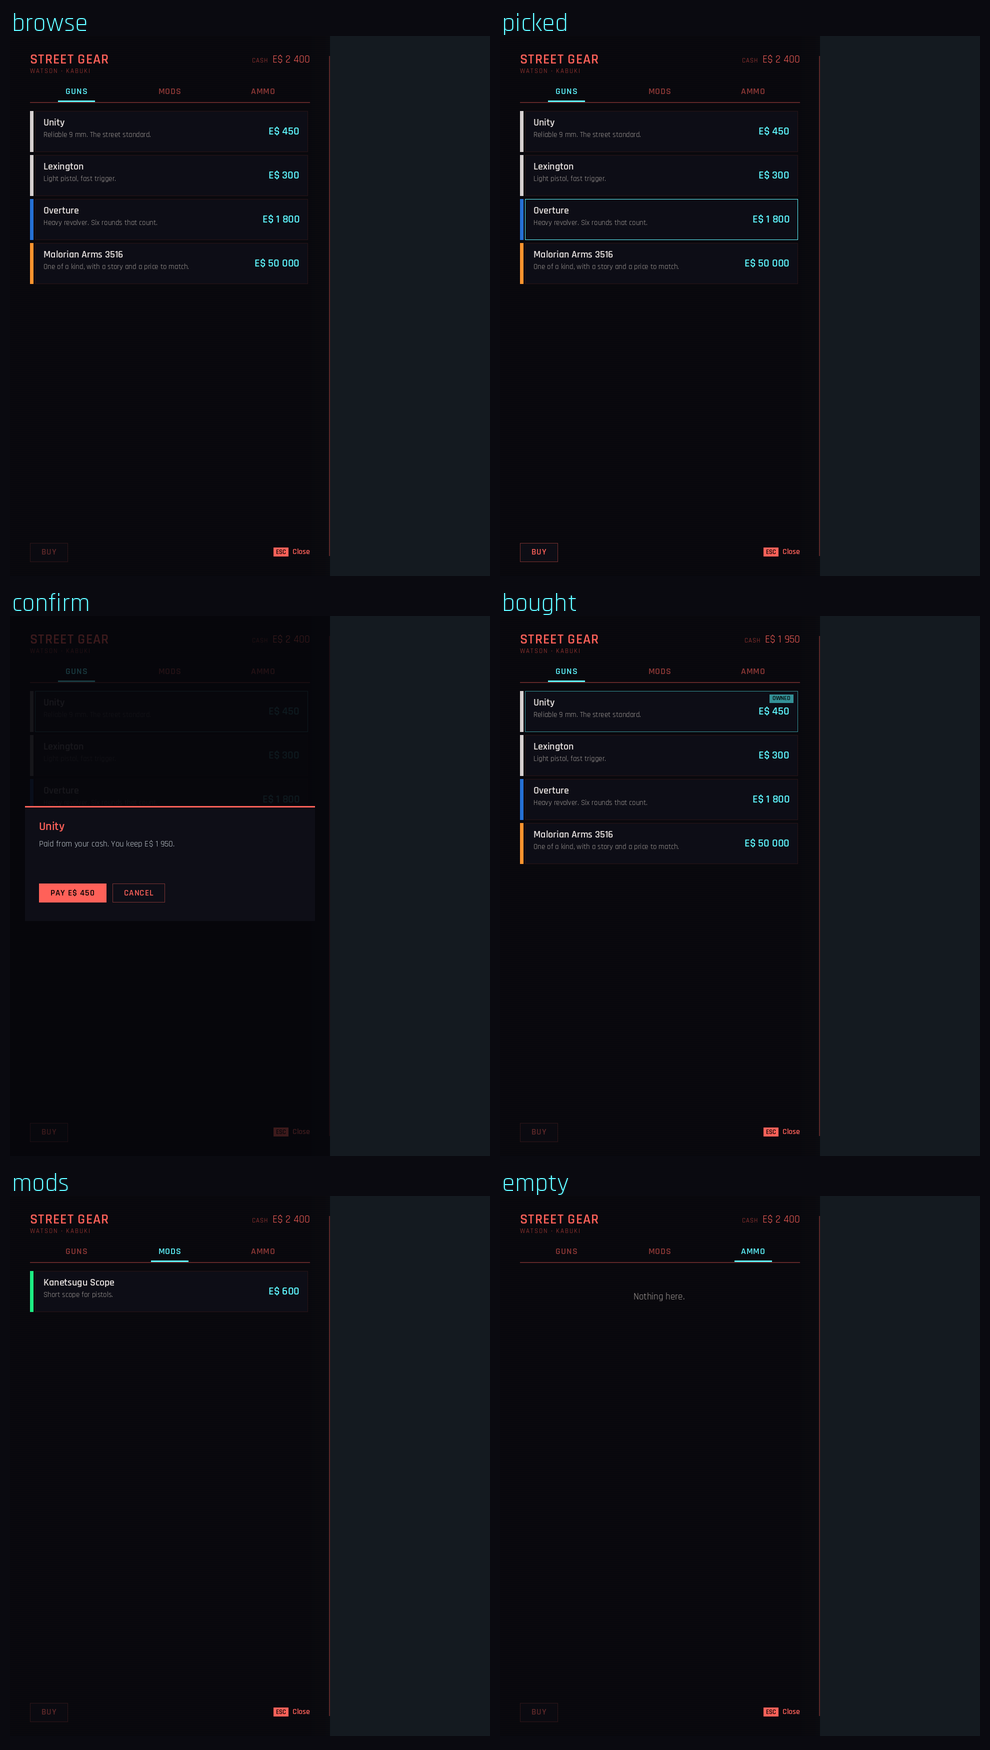 browse
STREET GEAR
CASH E$ 2 400
WATSON · KABUKI
GUNS MODS AMMO
Unity
Reliable 9 mm. The street standard.
E$ 450
Lexington
Light pistol, fast trigger.
E$ 300
Overture
Heavy revolver. Six rounds that count.
E$ 1 800
Malorian Arms 3516
One of a kind, with a story and a price to match.
E$ 50 000
BUY
ESC Close
picked
STREET GEAR
CASH E$ 2 400
WATSON · KABUKI
GUNS MODS AMMO
Unity
Reliable 9 mm. The street standard.
E$ 450
Lexington
Light pistol, fast trigger.
E$ 300
Overture
Heavy revolver. Six rounds that count.
E$ 1 800
Malorian Arms 3516
One of a kind, with a story and a price to match.
E$ 50 000
BUY
ESC Close
confirm
STREET GEAR
CASH E$ 2 400
WATSON · KABUKI
GUNS MODS AMMO
Unity
E$ 450
Lexington
E$ 300
Overture
E$ 1 800
Unity
Paid from your cash. You keep E$ 1 950.
PAY E$ 450 CANCEL
BUY
ESC Close
bought
STREET GEAR
CASH E$ 1 950
WATSON · KABUKI
GUNS MODS AMMO
OWNED
Unity
Reliable 9 mm. The street standard.
E$ 450
Lexington
Light pistol, fast trigger.
E$ 300
Overture
Heavy revolver. Six rounds that count.
E$ 1 800
Malorian Arms 3516
One of a kind, with a story and a price to match.
E$ 50 000
BUY
ESC Close
mods
STREET GEAR
CASH E$ 2 400
WATSON · KABUKI
GUNS MODS AMMO
Kanetsugu Scope
Short scope for pistols.
E$ 600
BUY
ESC Close
empty
STREET GEAR
CASH E$ 2 400
WATSON · KABUKI
GUNS MODS AMMO
Nothing here.
BUY
ESC Close